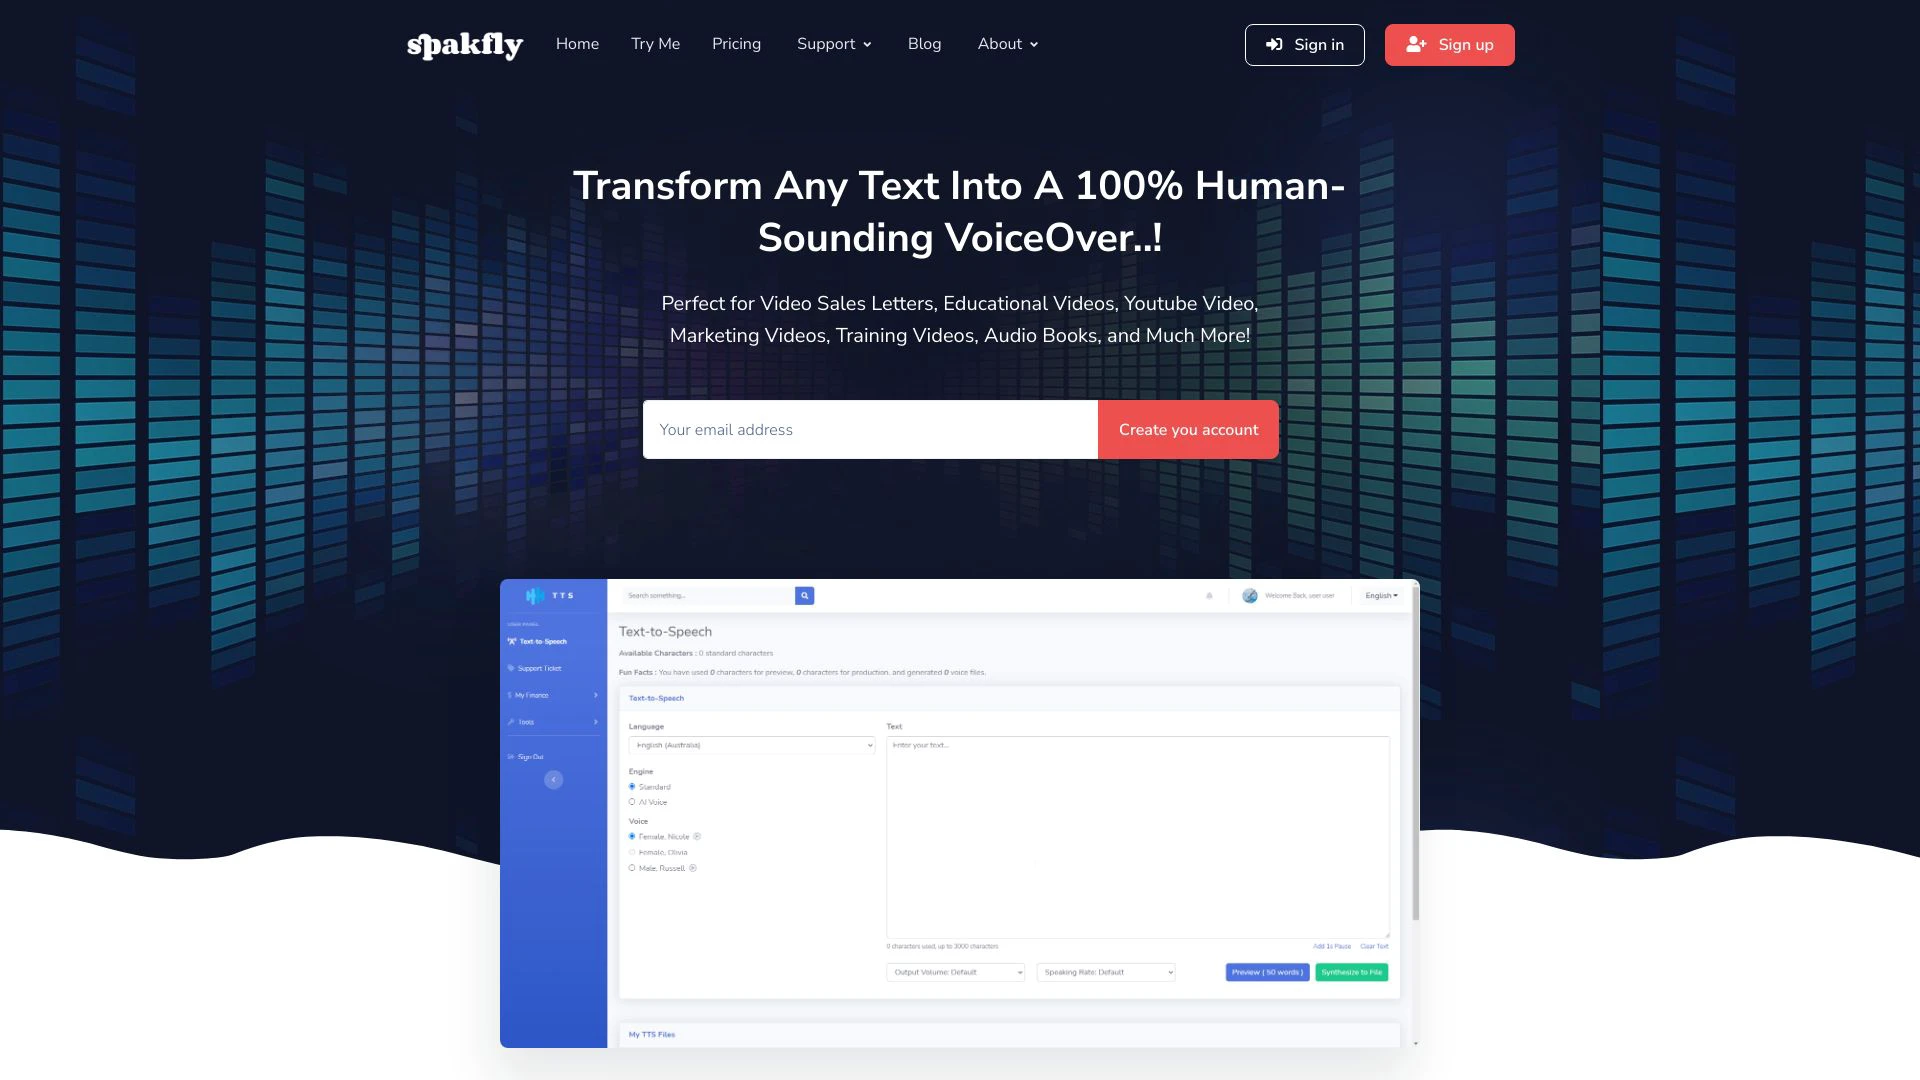 spakfly
Home
Try Me
Pricing
Support
Blog
About
Sign in
Sign up
Transform Any Text Into A 100% Human-
Sounding VoiceOver..!
Perfect for Video Sales Letters, Educational Videos, Youtube Video,
Marketing Videos, Training Videos, Audio Books, and Much More!
Your email address
Create you account
TTS
Search something...
Welcome Back, user user
English
USER PANEL
Text-to-Speech
Support Ticket
My Finance
Tools
Sign Out
Text-to-Speech
Available Characters : 0 standard characters
Fun Facts : You have used 0 characters for preview, 0 characters for production, and generated 0 voice files.
Text-to-Speech
Language
English (Australia)
Engine
Standard
AI Voice
Voice
Female, Nicole
Female, Olivia
Male, Russell
Text
Enter your text...
0 characters used, up to 3000 characters
Add 1s Pause
Clear Text
Output Volume: Default
Speaking Rate: Default
Preview ( 50 words )
Synthesize to File
My TTS Files